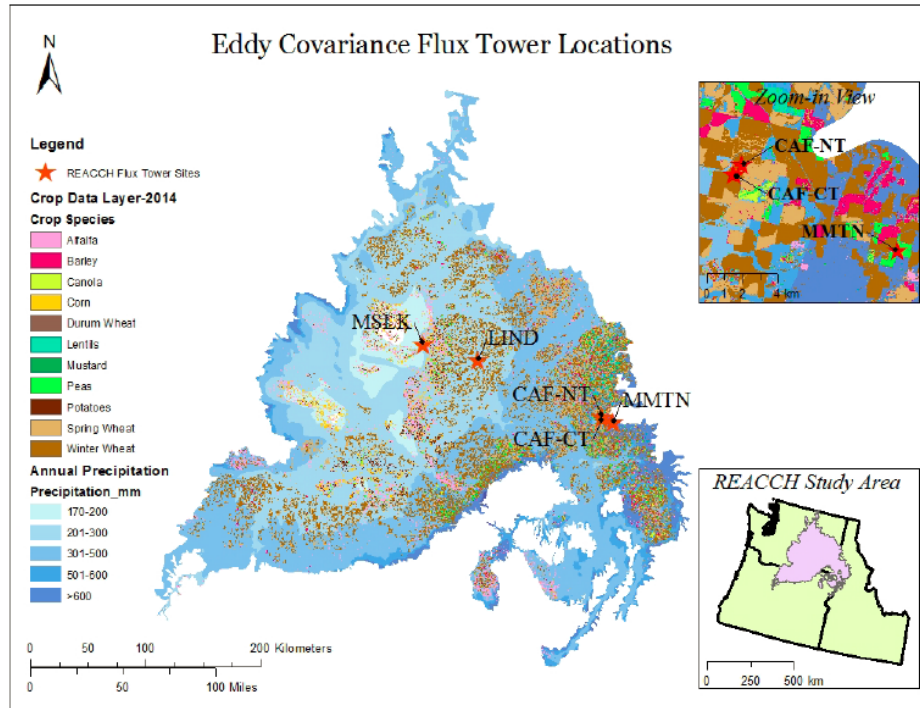 Eddy Covariance Flux Tower Locations
N
Legend
REACCH Flux Tower Sites
Crop Data Layer-2014
Crop Species
Alfalfa
Barley
Canola
Corn
Durum Wheat
Lentils
Mustard
Peas
Potatoes
Spring Wheat
Winter Wheat
Annual Precipitation
Precipitation_mm
170-200
201-300
301-500
501-600
>600
0 50 100 200 Kilometers
0 50 100 Miles
MSLK
LIND
CAF-NT
MMTN
CAF-CT
Zoom-in View
CAF-NT
CAF-CT
MMTN
0 1 2 4 km
REACCH Study Area
0 250 500 km